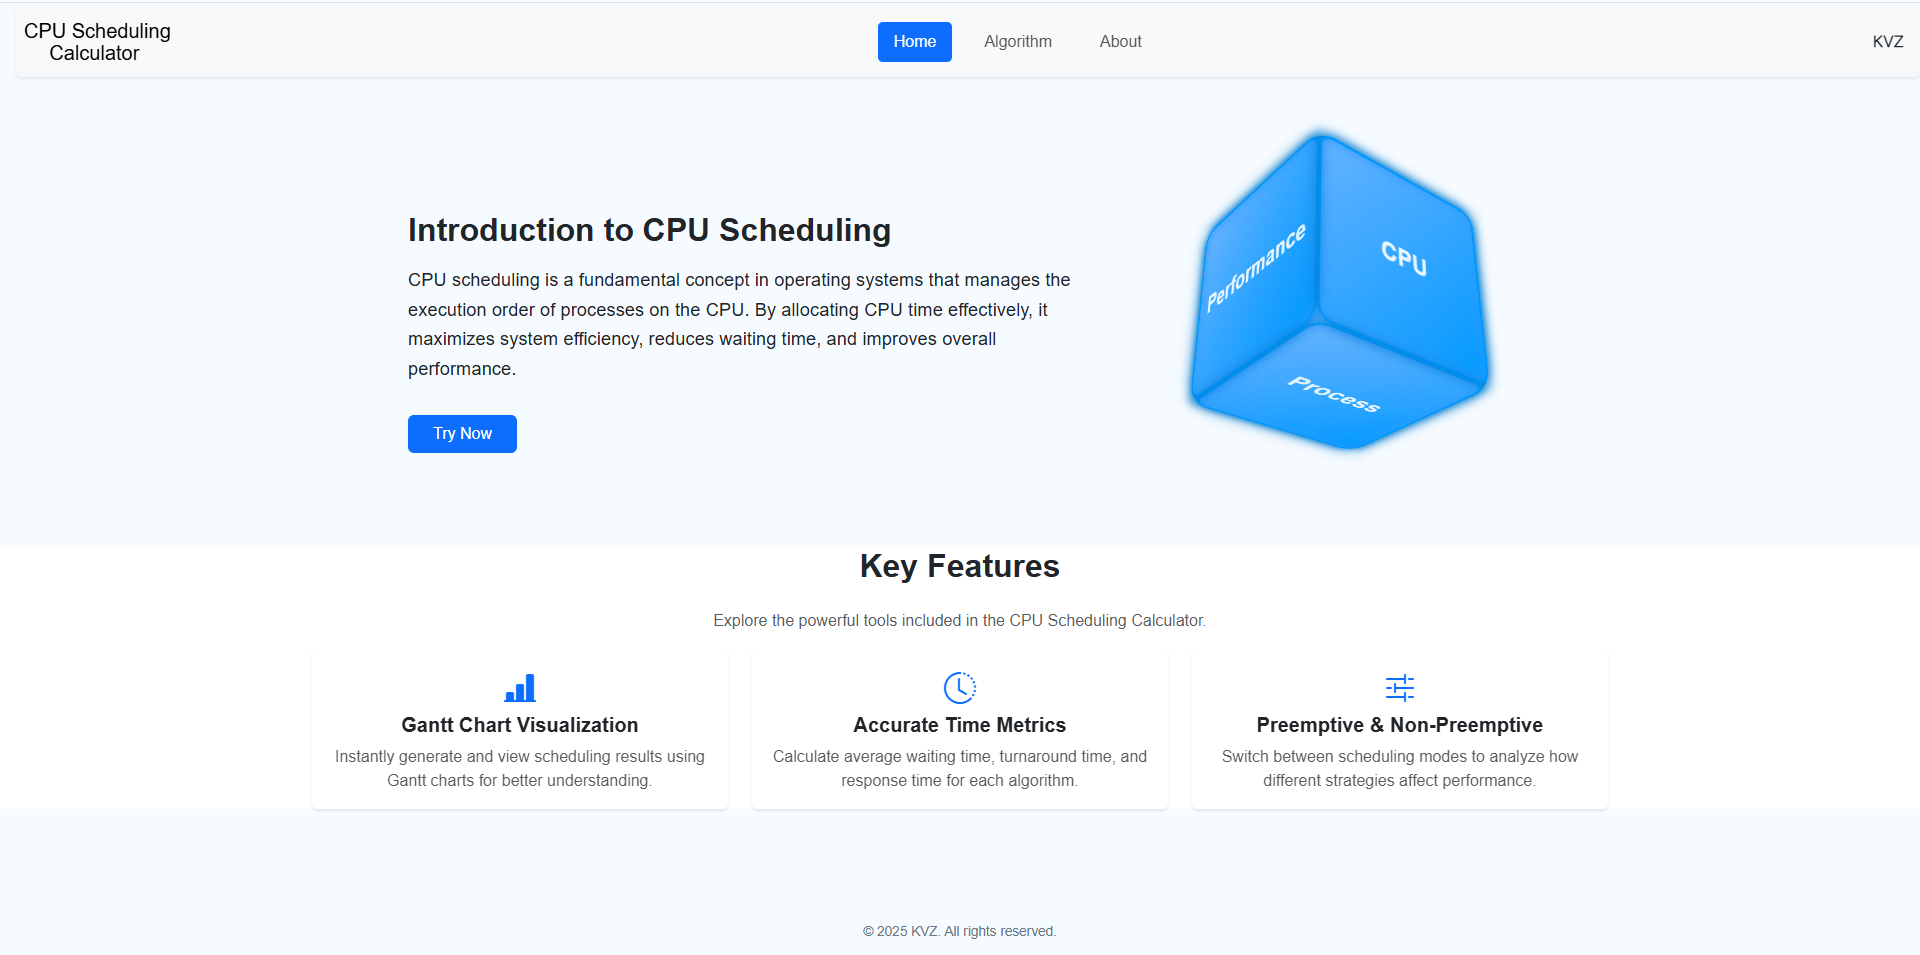 CPU Scheduling
Calculator
Home
Algorithm
About
KVZ
Introduction to CPU Scheduling
CPU scheduling is a fundamental concept in operating systems that manages the
execution order of processes on the CPU. By allocating CPU time effectively, it
maximizes system efficiency, reduces waiting time, and improves overall
performance.
Try Now
Performance
CPU
Process
Key Features
Explore the powerful tools included in the CPU Scheduling Calculator.
Gantt Chart Visualization
Instantly generate and view scheduling results using
Gantt charts for better understanding.
Accurate Time Metrics
Calculate average waiting time, turnaround time, and
response time for each algorithm.
Preemptive & Non-Preemptive
Switch between scheduling modes to analyze how
different strategies affect performance.
© 2025 KVZ. All rights reserved.